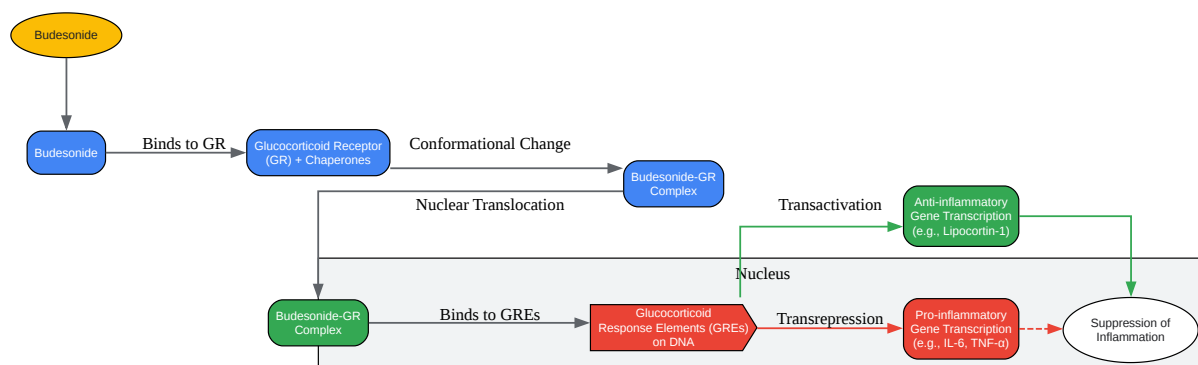 Budesonide
Budesonide
Binds to GR
Glucocorticoid Receptor
(GR) + Chaperones
Conformational Change
Budesonide-GR
Complex
Nuclear Translocation
Transactivation
Anti-inflammatory
Gene Transcription
(e.g., Lipocortin-1)
Nucleus
Budesonide-GR
Complex
Binds to GREs
Glucocorticoid
Response Elements (GREs)
on DNA
Transrepression
Pro-inflammatory
Gene Transcription
(e.g., IL-6, TNF-α)
Suppression of
Inflammation